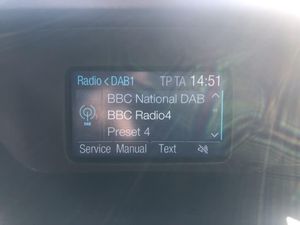 Radio < DAB1 TP TA 14:51
BBC National DAB
BBC Radio4
Preset 4
Service Manual Text